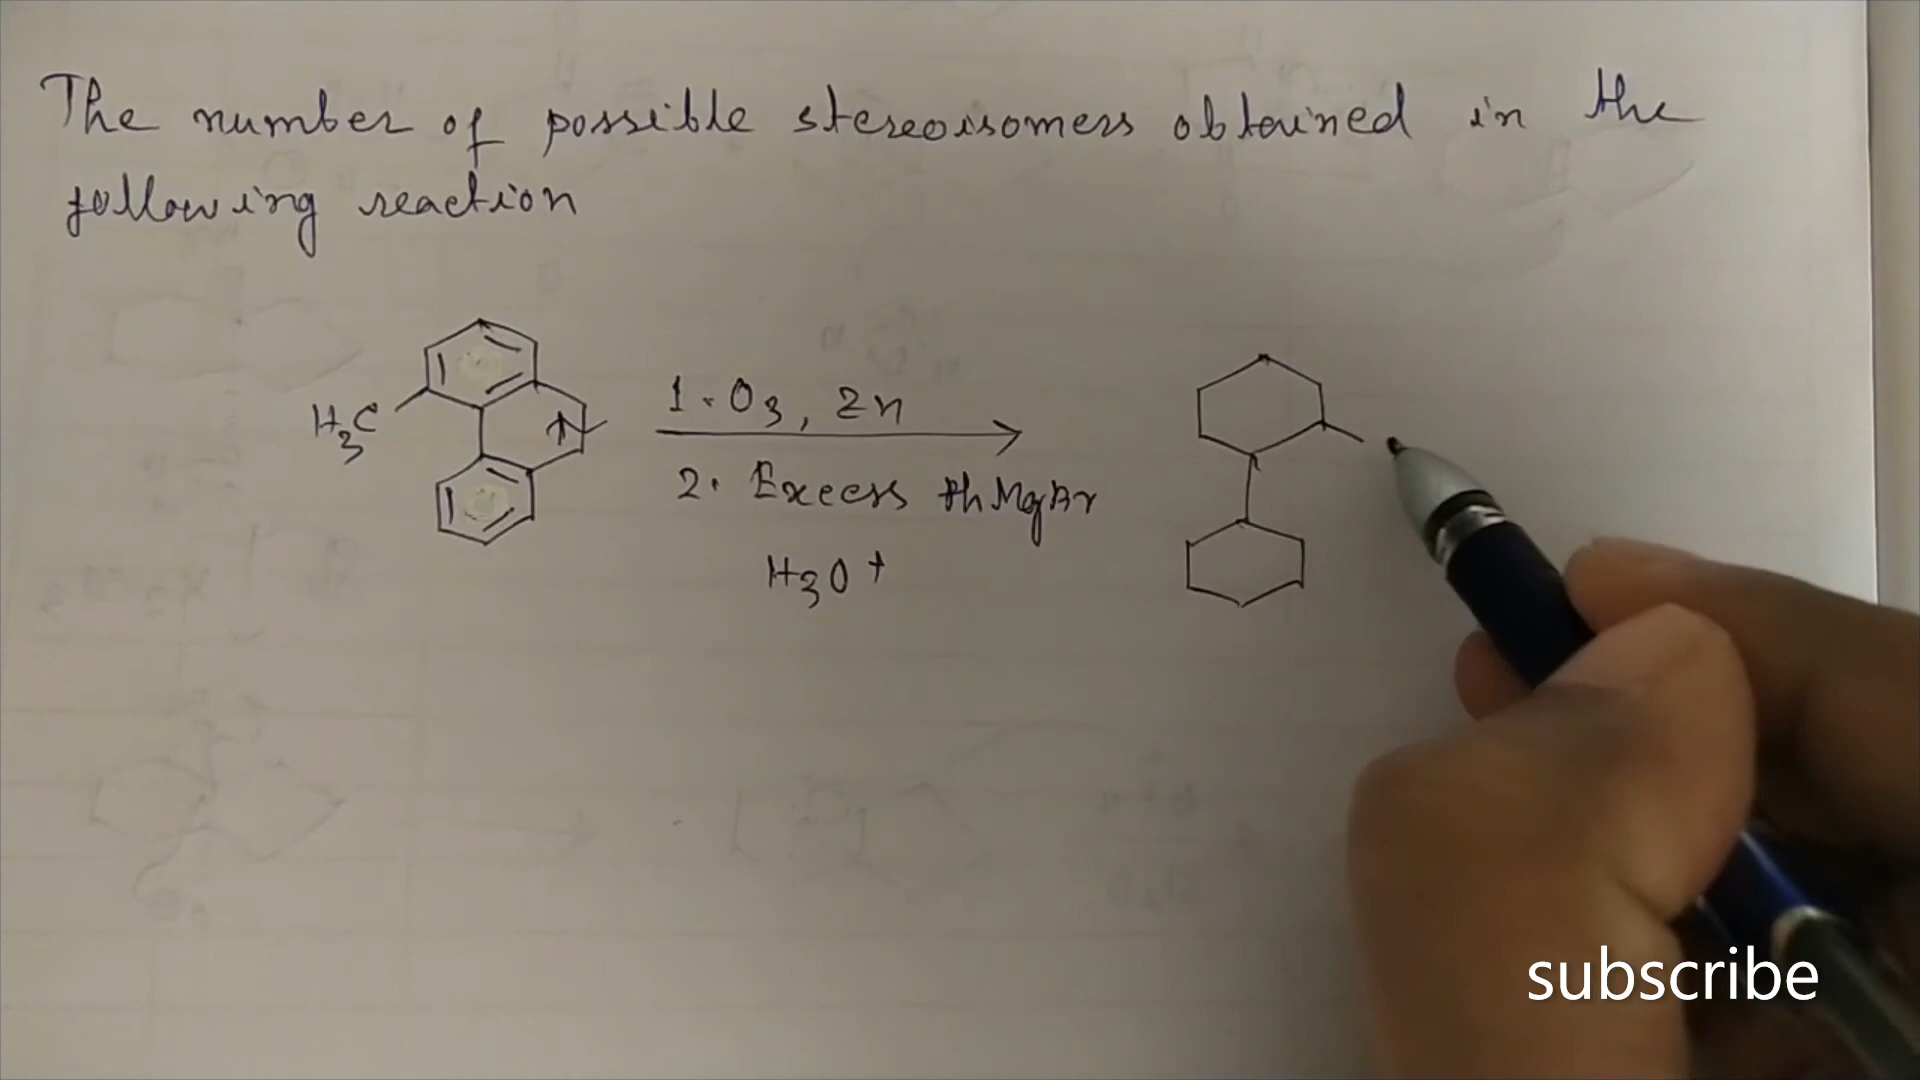 The number of possible stereoisomers obtained in the
following reaction
H3C
1. O3, Zn
2. Excess PhMgBr
H3O+
subscribe